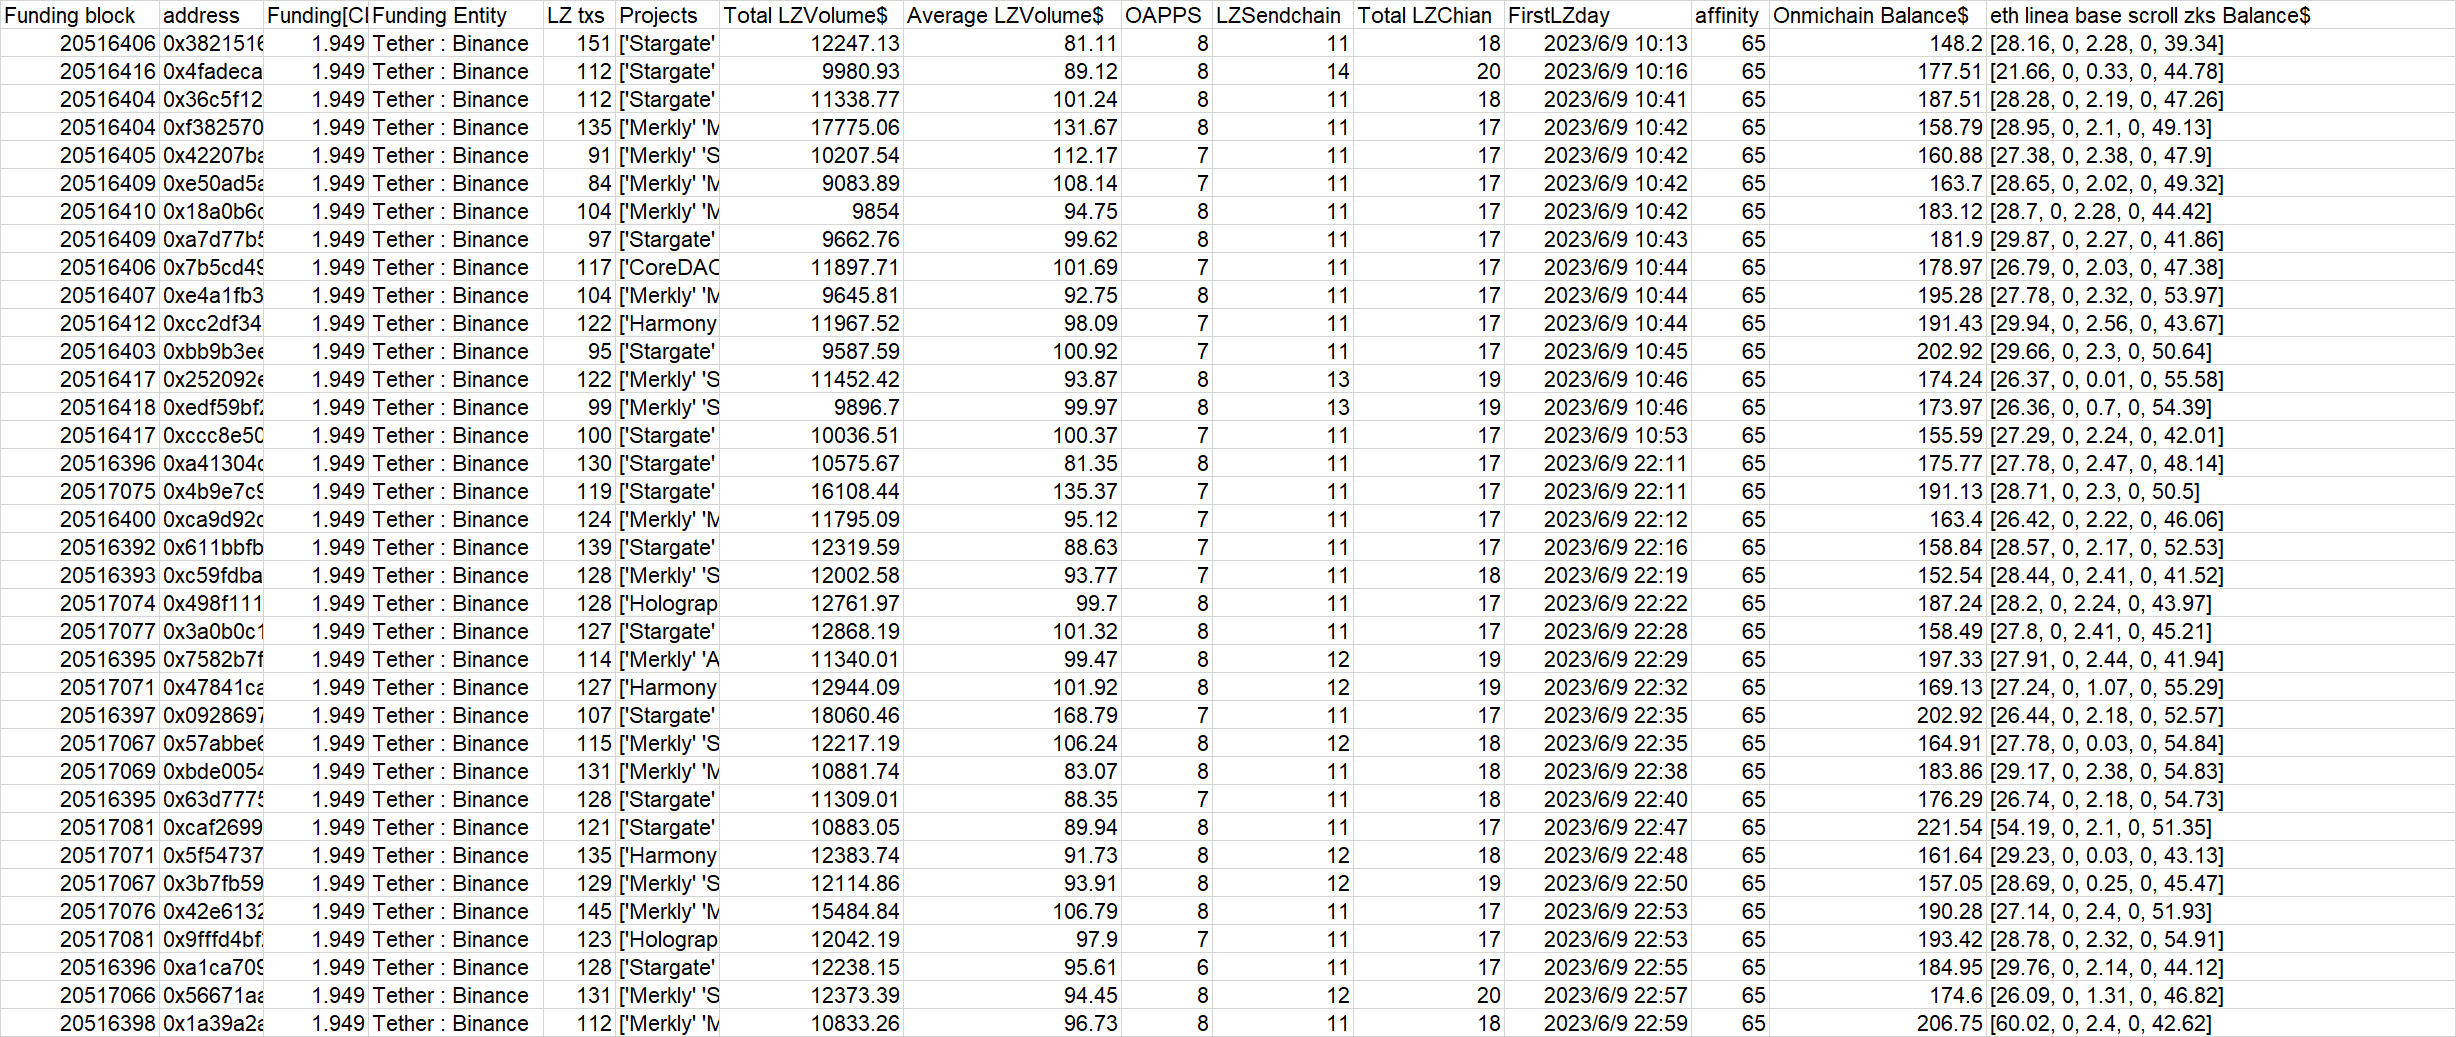 Funding block address Funding[Cl Funding Entity LZ txs Projects Total LZVolume$ Average LZVolume$ OAPPS LZSendchain Total LZChian FirstLZday affinity Onmichain Balance$ eth linea base scroll zks Balance$
20516406 0x3821516 1.949 Tether : Binance 151 ['Stargate' 12247.13 81.11 8 11 18 2023/6/9 10:13 65 148.2 [28.16, 0, 2.28, 0, 39.34]
20516416 0x4fadeca 1.949 Tether : Binance 112 ['Stargate' 9980.93 89.12 8 14 20 2023/6/9 10:16 65 177.51 [21.66, 0, 0.33, 0, 44.78]
20516404 0x36c5f12 1.949 Tether : Binance 112 ['Stargate' 11338.77 101.24 8 11 18 2023/6/9 10:41 65 187.51 [28.28, 0, 2.19, 0, 47.26]
20516404 0xf382570 1.949 Tether : Binance 135 ['Merkly' 'M 17775.06 131.67 8 11 17 2023/6/9 10:42 65 158.79 [28.95, 0, 2.1, 0, 49.13]
20516405 0x42207ba 1.949 Tether : Binance 91 ['Merkly' 'S 10207.54 112.17 7 11 17 2023/6/9 10:42 65 160.88 [27.38, 0, 2.38, 0, 47.9]
20516409 0xe50ad5a 1.949 Tether : Binance 84 ['Merkly' 'M 9083.89 108.14 7 11 17 2023/6/9 10:42 65 163.7 [28.65, 0, 2.02, 0, 49.32]
20516410 0x18a0b6c 1.949 Tether : Binance 104 ['Merkly' 'M 9854 94.75 8 11 17 2023/6/9 10:42 65 183.12 [28.7, 0, 2.28, 0, 44.42]
20516409 0xa7d77b5 1.949 Tether : Binance 97 ['Stargate' 9662.76 99.62 8 11 17 2023/6/9 10:43 65 181.9 [29.87, 0, 2.27, 0, 41.86]
20516406 0x7b5cd49 1.949 Tether : Binance 117 ['CoreDAO 11897.71 101.69 7 11 17 2023/6/9 10:44 65 178.97 [26.79, 0, 2.03, 0, 47.38]
20516407 0xe4a1fb3 1.949 Tether : Binance 104 ['Merkly' 'M 9645.81 92.75 8 11 17 2023/6/9 10:44 65 195.28 [27.78, 0, 2.32, 0, 53.97]
20516412 0xcc2df34 1.949 Tether : Binance 122 ['Harmony 11967.52 98.09 7 11 17 2023/6/9 10:44 65 191.43 [29.94, 0, 2.56, 0, 43.67]
20516403 0xbb9b3ee 1.949 Tether : Binance 95 ['Stargate' 9587.59 100.92 7 11 17 2023/6/9 10:45 65 202.92 [29.66, 0, 2.3, 0, 50.64]
20516417 0x252092e 1.949 Tether : Binance 122 ['Merkly' 'S 11452.42 93.87 8 13 19 2023/6/9 10:46 65 174.24 [26.37, 0, 0.01, 0, 55.58]
20516418 0xedf59bf2 1.949 Tether : Binance 99 ['Merkly' 'S 9896.7 99.97 8 13 19 2023/6/9 10:46 65 173.97 [26.36, 0, 0.7, 0, 54.39]
20516417 0xccc8e50 1.949 Tether : Binance 100 ['Stargate' 10036.51 100.37 7 11 17 2023/6/9 10:53 65 155.59 [27.29, 0, 2.24, 0, 42.01]
20516396 0xa41304c 1.949 Tether : Binance 130 ['Stargate' 10575.67 81.35 8 11 17 2023/6/9 22:11 65 175.77 [27.78, 0, 2.47, 0, 48.14]
20517075 0x4b9e7c9 1.949 Tether : Binance 119 ['Stargate' 16108.44 135.37 7 11 17 2023/6/9 22:11 65 191.13 [28.71, 0, 2.3, 0, 50.5]
20516400 0xca9d92c 1.949 Tether : Binance 124 ['Merkly' 'M 11795.09 95.12 7 11 17 2023/6/9 22:12 65 163.4 [26.42, 0, 2.22, 0, 46.06]
20516392 0x611bbfb 1.949 Tether : Binance 139 ['Stargate' 12319.59 88.63 7 11 17 2023/6/9 22:16 65 158.84 [28.57, 0, 2.17, 0, 52.53]
20516393 0xc59fdba 1.949 Tether : Binance 128 ['Merkly' 'S 12002.58 93.77 7 11 18 2023/6/9 22:19 65 152.54 [28.44, 0, 2.41, 0, 41.52]
20517074 0x498f111 1.949 Tether : Binance 128 ['Holograp 12761.97 99.7 8 11 17 2023/6/9 22:22 65 187.24 [28.2, 0, 2.24, 0, 43.97]
20517077 0x3a0b0c1 1.949 Tether : Binance 127 ['Stargate' 12868.19 101.32 8 11 17 2023/6/9 22:28 65 158.49 [27.8, 0, 2.41, 0, 45.21]
20516395 0x7582b7f 1.949 Tether : Binance 114 ['Merkly' 'A 11340.01 99.47 8 12 19 2023/6/9 22:29 65 197.33 [27.91, 0, 2.44, 0, 41.94]
20517071 0x47841ca 1.949 Tether : Binance 127 ['Harmony 12944.09 101.92 8 12 19 2023/6/9 22:32 65 169.13 [27.24, 0, 1.07, 0, 55.29]
20516397 0x0928697 1.949 Tether : Binance 107 ['Stargate' 18060.46 168.79 7 11 17 2023/6/9 22:35 65 202.92 [26.44, 0, 2.18, 0, 52.57]
20517067 0x57abbe6 1.949 Tether : Binance 115 ['Merkly' 'S 12217.19 106.24 8 12 18 2023/6/9 22:35 65 164.91 [27.78, 0, 0.03, 0, 54.84]
20517069 0xbde0054 1.949 Tether : Binance 131 ['Merkly' 'M 10881.74 83.07 8 11 18 2023/6/9 22:38 65 183.86 [29.17, 0, 2.38, 0, 54.83]
20516395 0x63d7775 1.949 Tether : Binance 128 ['Stargate' 11309.01 88.35 7 11 18 2023/6/9 22:40 65 176.29 [26.74, 0, 2.18, 0, 54.73]
20517081 0xcaf2699 1.949 Tether : Binance 121 ['Stargate' 10883.05 89.94 8 11 17 2023/6/9 22:47 65 221.54 [54.19, 0, 2.1, 0, 51.35]
20517071 0x5f54737 1.949 Tether : Binance 135 ['Harmony 12383.74 91.73 8 12 18 2023/6/9 22:48 65 161.64 [29.23, 0, 0.03, 0, 43.13]
20517067 0x3b7fb59 1.949 Tether : Binance 129 ['Merkly' 'S 12114.86 93.91 8 12 19 2023/6/9 22:50 65 157.05 [28.69, 0, 0.25, 0, 45.47]
20517076 0x42e6132 1.949 Tether : Binance 145 ['Merkly' 'M 15484.84 106.79 8 11 17 2023/6/9 22:53 65 190.28 [27.14, 0, 2.4, 0, 51.93]
20517081 0x9fffd4bf 1.949 Tether : Binance 123 ['Holograp 12042.19 97.9 7 11 17 2023/6/9 22:53 65 193.42 [28.78, 0, 2.32, 0, 54.91]
20516396 0xa1ca709 1.949 Tether : Binance 128 ['Stargate' 12238.15 95.61 6 11 17 2023/6/9 22:55 65 184.95 [29.76, 0, 2.14, 0, 44.12]
20517066 0x56671aa 1.949 Tether : Binance 131 ['Merkly' 'S 12373.39 94.45 8 12 20 2023/6/9 22:57 65 174.6 [26.09, 0, 1.31, 0, 46.82]
20516398 0x1a39a2a 1.949 Tether : Binance 112 ['Merkly' 'M 10833.26 96.73 8 11 18 2023/6/9 22:59 65 206.75 [60.02, 0, 2.4, 0, 42.62]